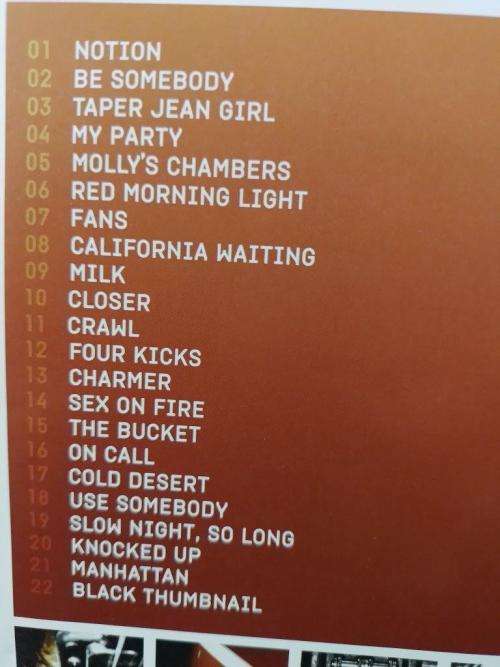 01 NOTION
02 BE SOMEBODY
03 TAPER JEAN GIRL
04 MY PARTY
05 MOLLY'S CHAMBERS
06 RED MORNING LIGHT
07 FANS
08 CALIFORNIA WAITING
09 MILK
10 CLOSER
11 CRAWL
12 FOUR KICKS
13 CHARMER
14 SEX ON FIRE
15 THE BUCKET
16 ON CALL
17 COLD DESERT
18 USE SOMEBODY
19 SLOW NIGHT, SO LONG
20 KNOCKED UP
21 MANHATTAN
22 BLACK THUMBNAIL